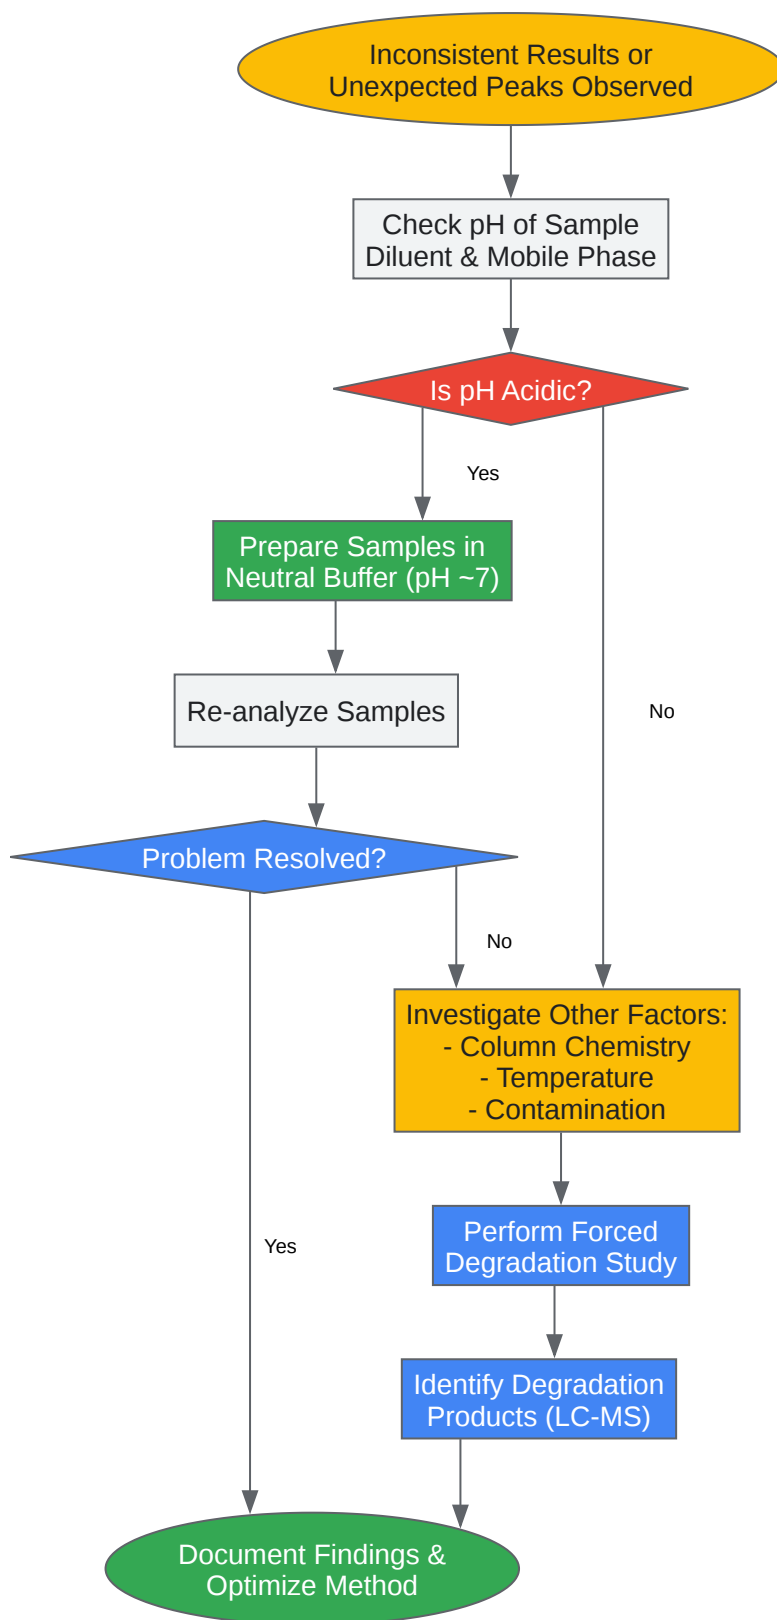 Inconsistent Results or
Unexpected Peaks Observed
Check pH of Sample
Diluent & Mobile Phase
Is pH Acidic?
Yes
Prepare Samples in
Neutral Buffer (pH ~7)
Re-analyze Samples
No
Problem Resolved?
No
Investigate Other Factors:
- Column Chemistry
- Temperature
- Contamination
Perform Forced
Degradation Study
Yes
Identify Degradation
Products (LC-MS)
Document Findings &
Optimize Method